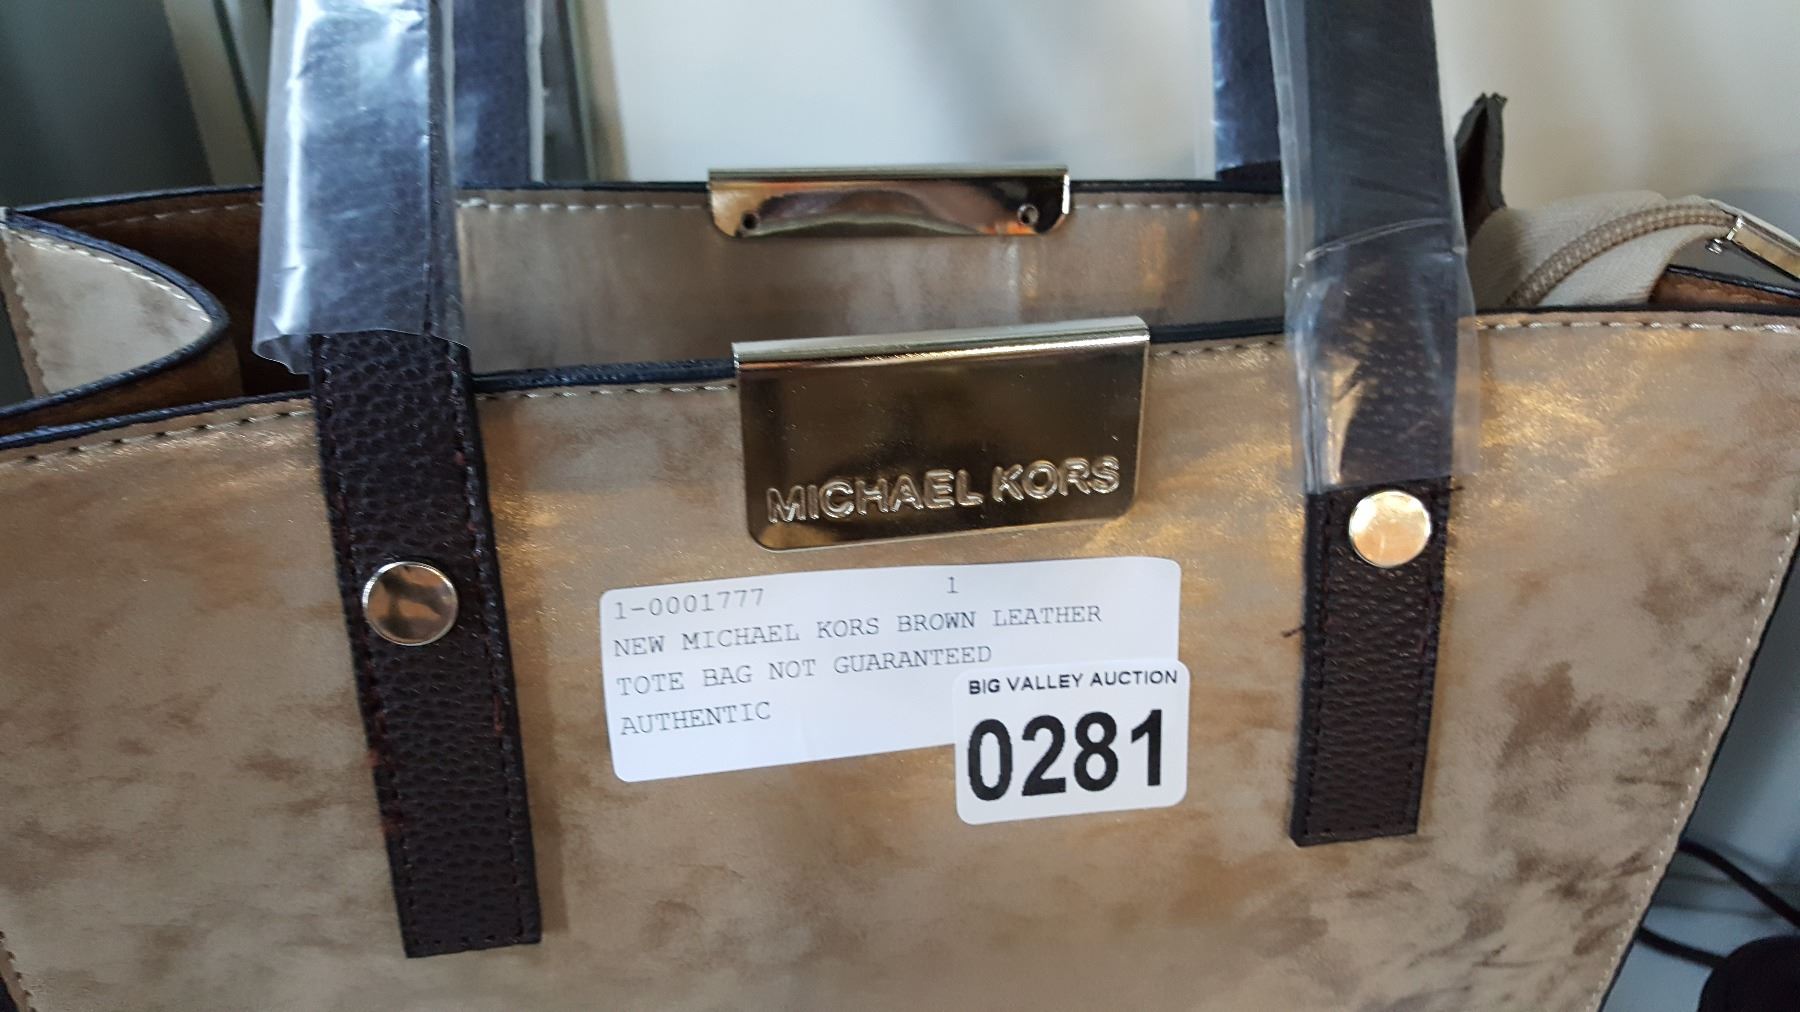 MICHAEL KORS
1-0001777 1
NEW MICHAEL KORS BROWN LEATHER
TOTE BAG NOT GUARANTEED
AUTHENTIC
BIG VALLEY AUCTION
0281